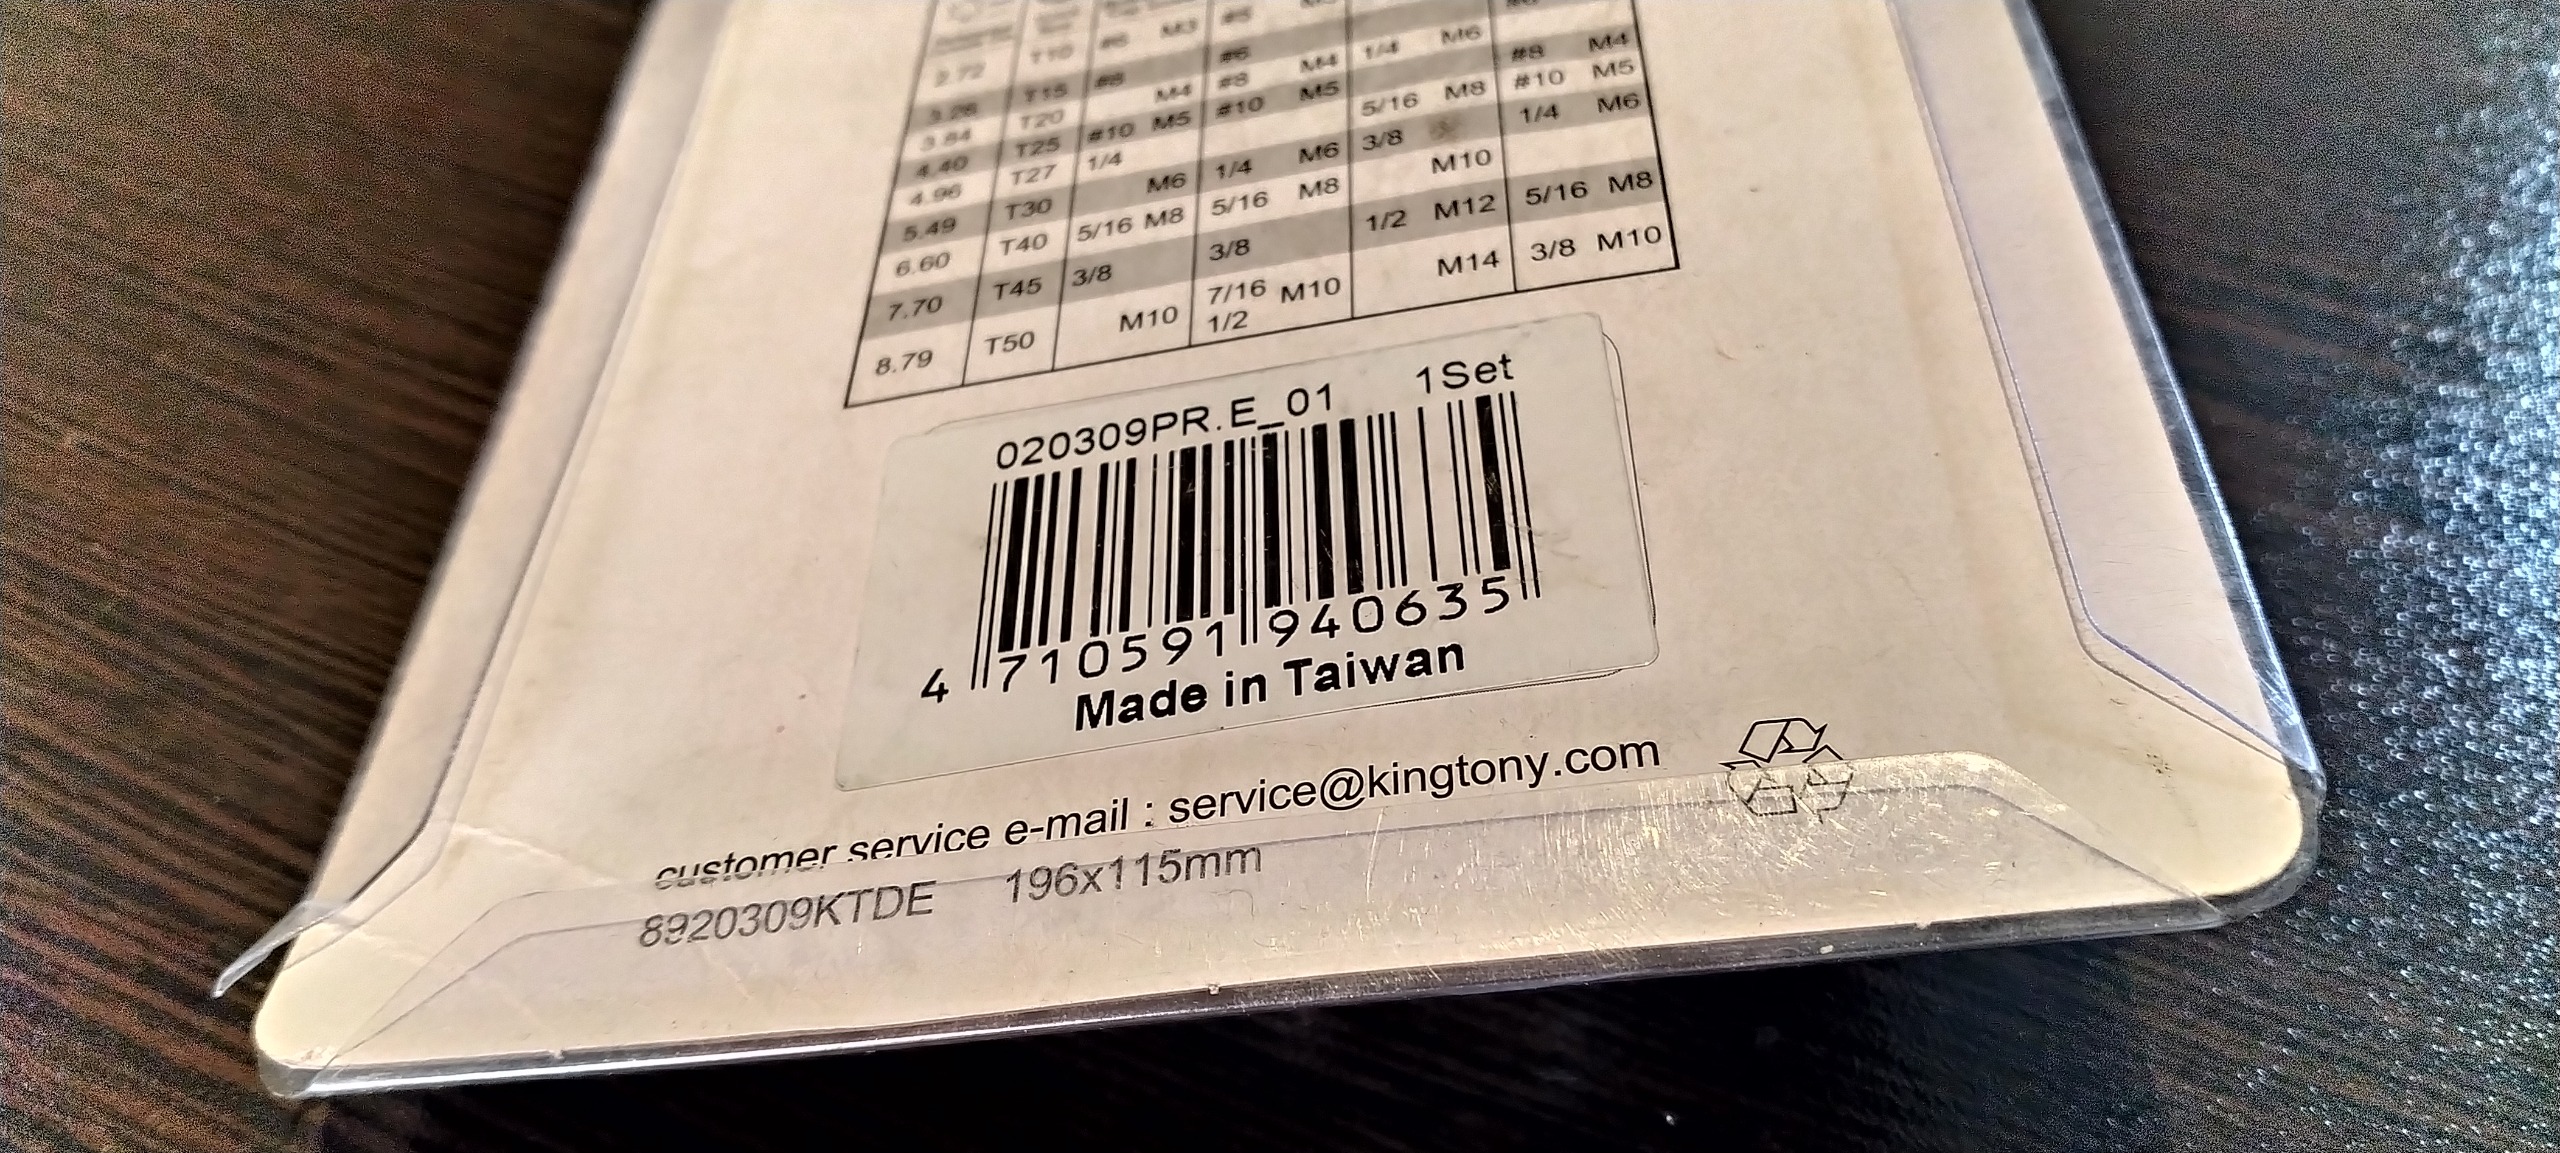 2.72 T10 #6 M3 #5
3.26 T15 #8 #6 1/4 M6
3.84 T20 M4 #8 M4 #8 M4
4.40 T25 #10 M5 #10 M5 5/16 M8 #10 M5
4.96 T27 1/4 3/8 1/4 M6
5.49 T30 M6 1/4 M6 M10
6.60 T40 5/16 M8 5/16 M8 1/2 M12 5/16 M8
7.70 T45 3/8 3/8 M14 3/8 M10
8.79 T50 M10 7/16 M10
1/2
020309PR.E_01 1Set
4 710591 940635
Made in Taiwan
customer service e-mail : service@kingtony.com
8920309KTDE 196x115mm